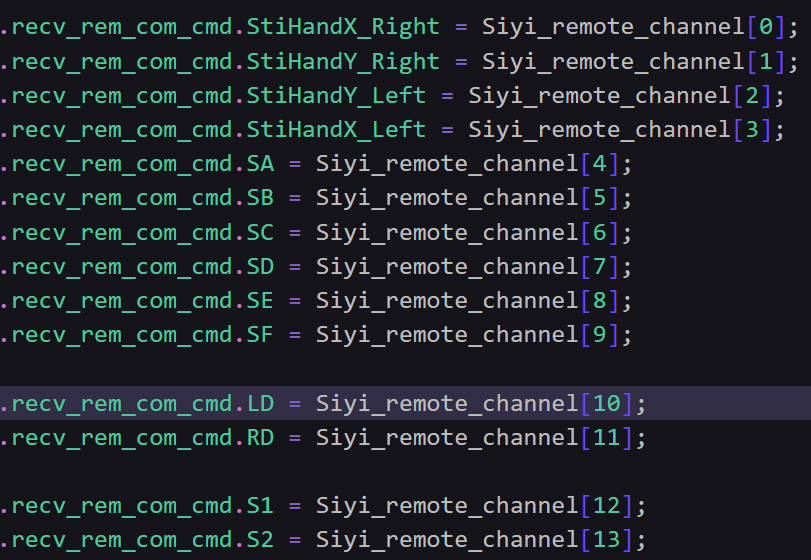 .recv_rem_com_cmd.StiHandX_Right = Siyi_remote_channel[0];
.recv_rem_com_cmd.StiHandY_Right = Siyi_remote_channel[1];
.recv_rem_com_cmd.StiHandY_Left = Siyi_remote_channel[2];
.recv_rem_com_cmd.StiHandX_Left = Siyi_remote_channel[3];
.recv_rem_com_cmd.SA = Siyi_remote_channel[4];
.recv_rem_com_cmd.SB = Siyi_remote_channel[5];
.recv_rem_com_cmd.SC = Siyi_remote_channel[6];
.recv_rem_com_cmd.SD = Siyi_remote_channel[7];
.recv_rem_com_cmd.SE = Siyi_remote_channel[8];
.recv_rem_com_cmd.SF = Siyi_remote_channel[9];
.recv_rem_com_cmd.LD = Siyi_remote_channel[10];
.recv_rem_com_cmd.RD = Siyi_remote_channel[11];
.recv_rem_com_cmd.S1 = Siyi_remote_channel[12];
.recv_rem_com_cmd.S2 = Siyi_remote_channel[13];